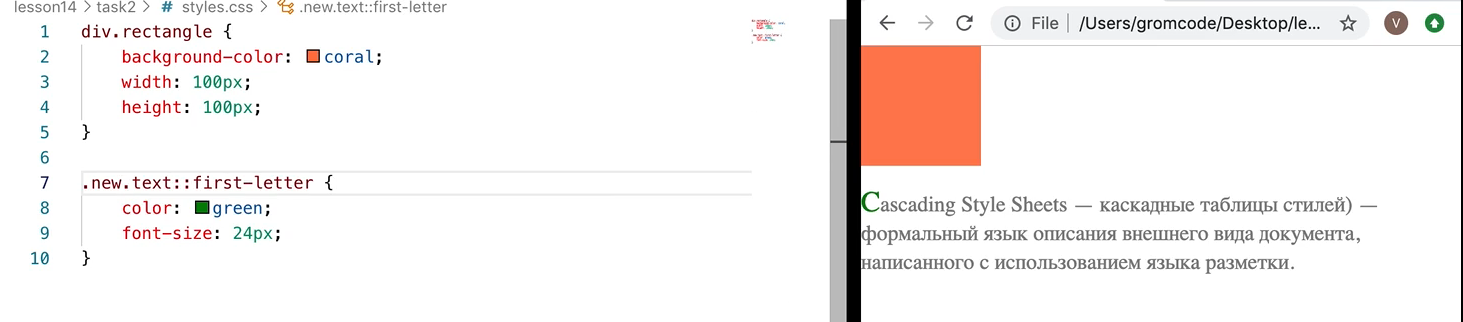 lesson14 > task2 > # styles.css > .new.text::first-letter
1 div.rectangle {
2 background-color: coral;
3 width: 100px;
4 height: 100px;
5 }
6
7 .new.text::first-letter {
8 color: green;
9 font-size: 24px;
10 }
File | /Users/gromcode/Desktop/le...
V
Cascading Style Sheets — каскадные таблицы стилей) —
формальный язык описания внешнего вида документа,
написанного с использованием языка разметки.